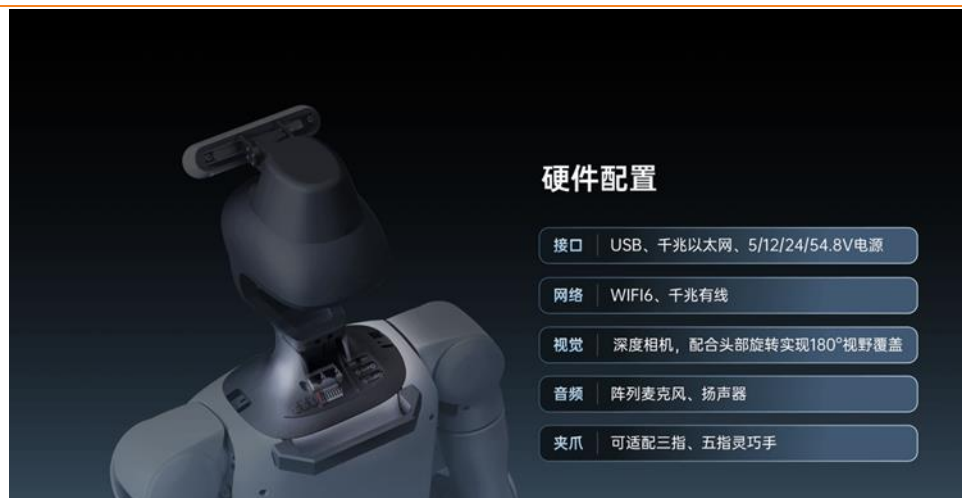 硬件配置
接口 USB、千兆以太网、5/12/24/54.8V电源
网络 WIFI6、千兆有线
视觉 深度相机，配合头部旋转实现180°视野覆盖
音频 阵列麦克风、扬声器
夹爪 可适配三指、五指灵巧手